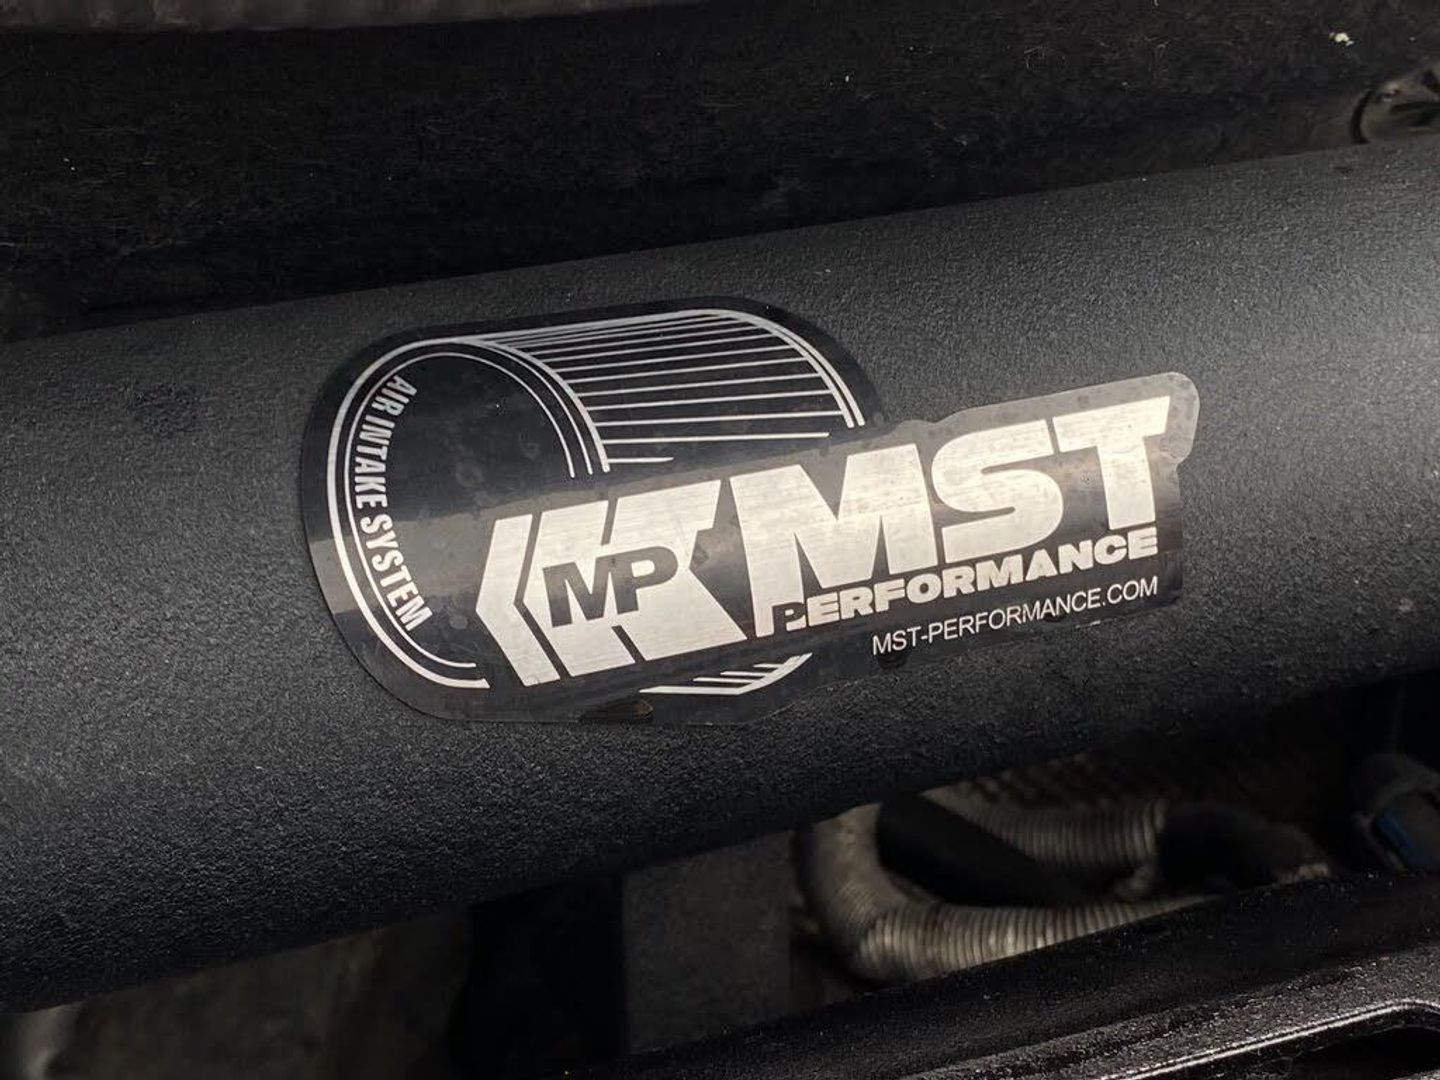 AIR INTAKE SYSTEM
MP
MST
PERFORMANCE
MST-PERFORMANCE.COM